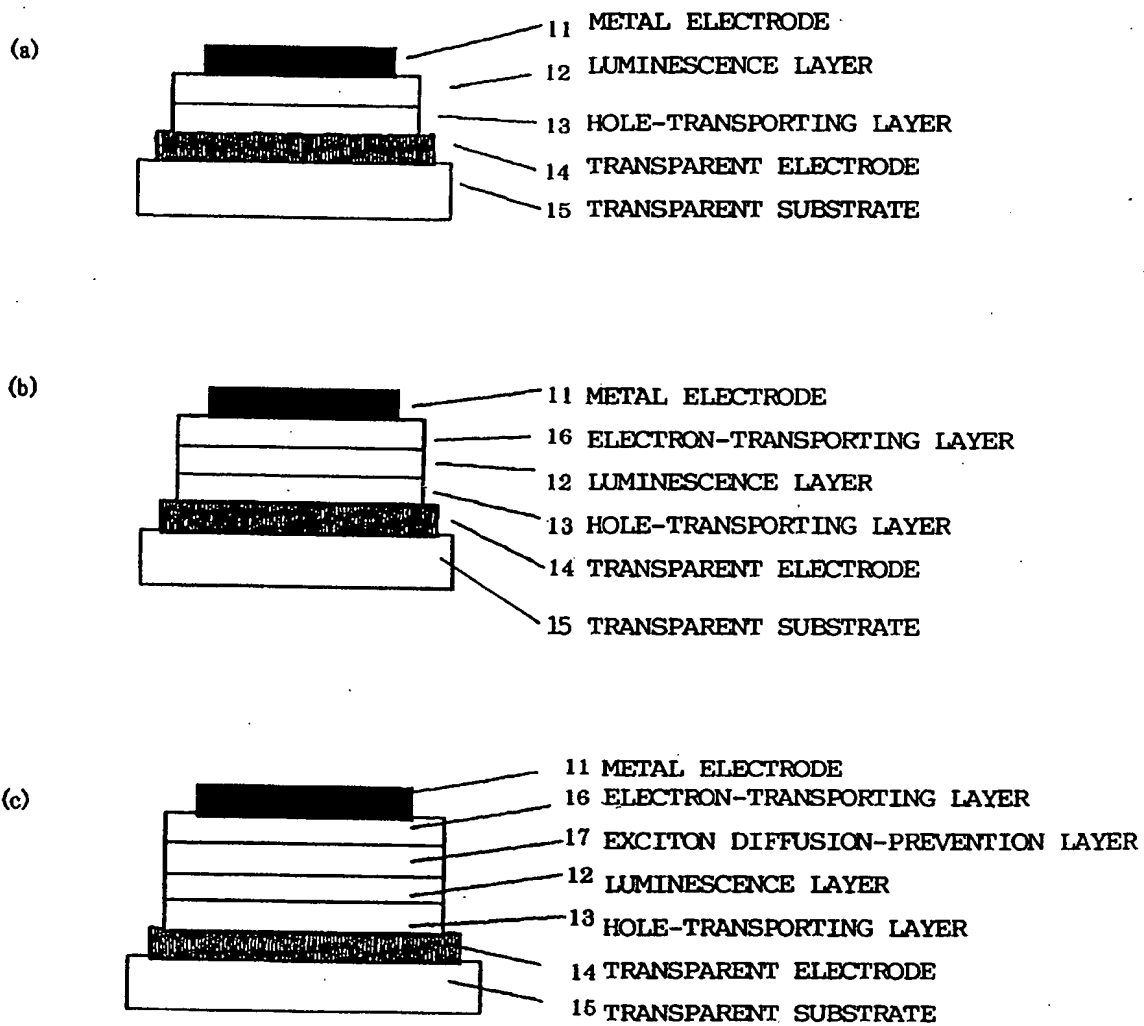 (a)
11 METAL ELECTRODE
12 LUMINESCENCE LAYER
13 HOLE-TRANSPORTING LAYER
14 TRANSPARENT ELECTRODE
15 TRANSPARENT SUBSTRATE
(b)
11 METAL ELECTRODE
16 ELECTRON-TRANSPORTING LAYER
12 LUMINESCENCE LAYER
13 HOLE-TRANSPORTING LAYER
14 TRANSPARENT ELECTRODE
15 TRANSPARENT SUBSTRATE
(c)
11 METAL ELECTRODE
16 ELECTRON-TRANSPORTING LAYER
17 EXCITON DIFFUSION-PREVENTION LAYER
12 LUMINESCENCE LAYER
13 HOLE-TRANSPORTING LAYER
14 TRANSPARENT ELECTRODE
15 TRANSPARENT SUBSTRATE